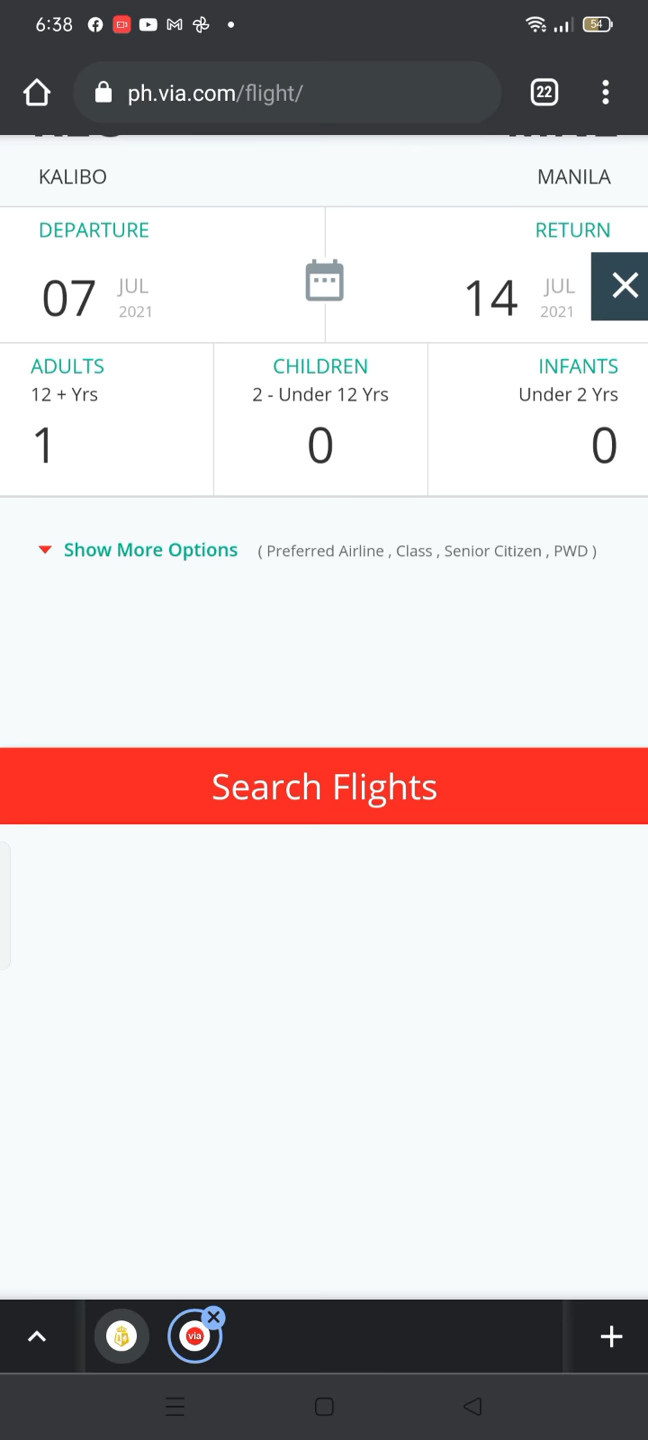 6:38
54
ph.via.com/flight/
22
KALIBO MANILA
DEPARTURE RETURN
07 JUL 2021 14 JUL 2021
ADULTS CHILDREN INFANTS
12 + Yrs 2 - Under 12 Yrs Under 2 Yrs
1 0 0
Show More Options ( Preferred Airline , Class , Senior Citizen , PWD )
Search Flights
via